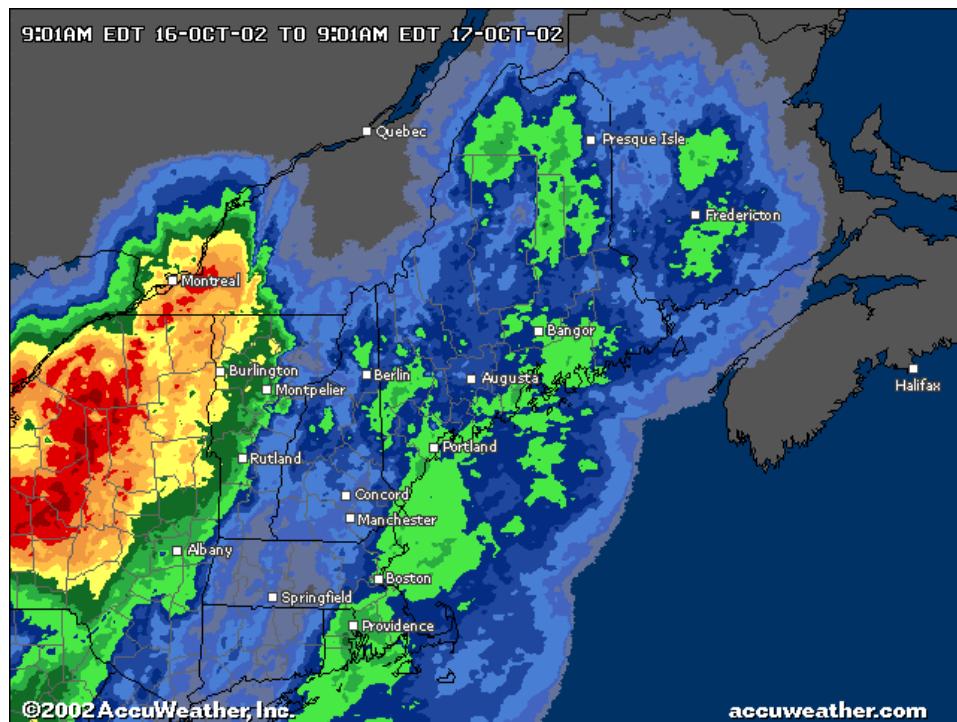 9:01AM EDT 16-OCT-02 TO 9:01AM EDT 17-OCT-02
Quebec
Presque Isle
Fredericton
Montreal
Bangor
Burlington
Berlin
Augusta
Halifax
Montpelier
Portland
Rutland
Concord
Manchester
Albany
Boston
Springfield
Providence
©2002 AccuWeather, Inc.
accuweather.com